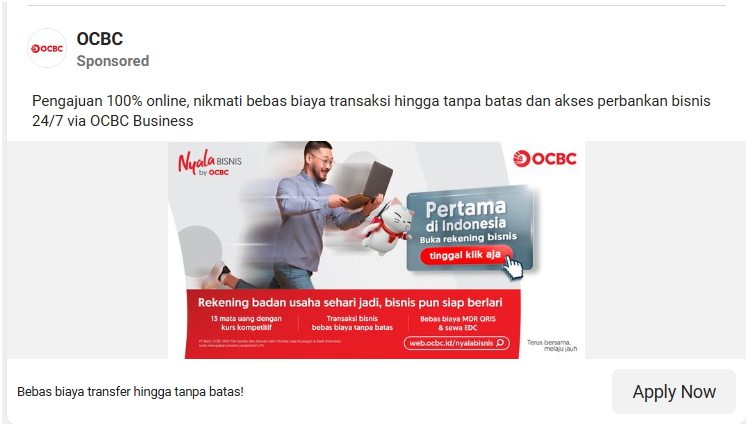 OCBC
OCBC
Sponsored
Pengajuan 100% online, nikmati bebas biaya transaksi hingga tanpa batas dan akses perbankan bisnis
24/7 via OCBC Business
Nyala BISNIS
by OCBC
OCBC
Pertama
di Indonesia
Buka rekening bisnis
tinggal klik aja
Rekening badan usaha sehari jadi, bisnis pun siap berlari
13 mata uang dengan
kurs kompetitif
Transaksi bisnis
bebas biaya tanpa batas
Bebas biaya MDR QRIS
& sewa EDC
web.ocbc.id/nyalabisnis
Terus bersama,
melaju jauh
Bebas biaya transfer hingga tanpa batas!
Apply Now